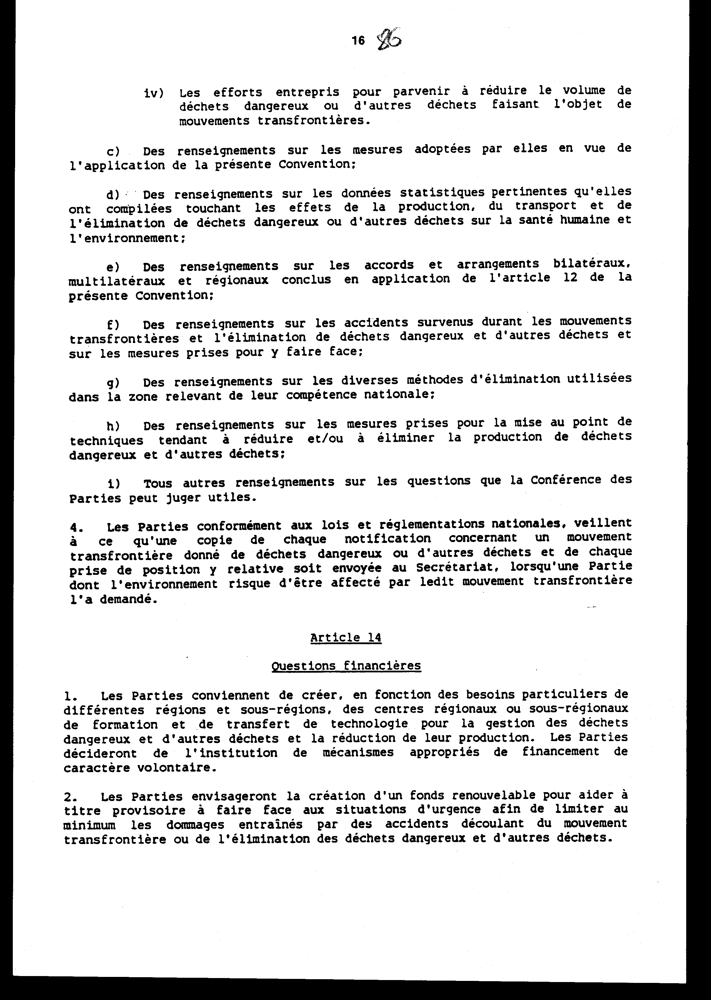 16 86
iv) Les efforts entrepris pour parvenir à réduire le volume de
déchets dangereux ou d'autres déchets faisant l'objet de
mouvements transfrontières.
c) Des renseignements sur les mesures adoptées par elles en vue de
l'application de la présente Convention;
d) Des renseignements sur les données statistiques pertinentes qu'elles
ont compilées touchant les effets de la production, du transport et de
l'élimination de déchets dangereux ou d'autres déchets sur la santé humaine et
l'environnement;
e) Des renseignements sur les accords et arrangements bilatéraux,
multilatéraux et régionaux conclus en application de l'article 12 de la
présente Convention;
f) Des renseignements sur les accidents survenus durant les mouvements
transfrontières et l'élimination de déchets dangereux et d'autres déchets et
sur les mesures prises pour y faire face;
g) Des renseignements sur les diverses méthodes d'élimination utilisées
dans la zone relevant de leur compétence nationale;
h) Des renseignements sur les mesures prises pour la mise au point de
techniques tendant à réduire et/ou à éliminer la production de déchets
dangereux et d'autres déchets;
i) Tous autres renseignements sur les questions que la Conférence des
Parties peut juger utiles.
4. Les Parties conformément aux lois et réglementations nationales, veillent
à ce qu'une copie de chaque notification concernant un mouvement
transfrontière donné de déchets dangereux ou d'autres déchets et de chaque
prise de position y relative soit envoyée au Secrétariat, lorsqu'une Partie
dont l'environnement risque d'être affecté par ledit mouvement transfrontière
l'a demandé.
Article 14
Questions financières
1. Les Parties conviennent de créer, en fonction des besoins particuliers de
différentes régions et sous-régions, des centres régionaux ou sous-régionaux
de formation et de transfert de technologie pour la gestion des déchets
dangereux et d'autres déchets et la réduction de leur production. Les Parties
décideront de l'institution de mécanismes appropriés de financement de
caractère volontaire.
2. Les Parties envisageront la création d'un fonds renouvelable pour aider à
titre provisoire à faire face aux situations d'urgence afin de limiter au
minimum les dommages entraînés par des accidents découlant du mouvement
transfrontière ou de l'élimination des déchets dangereux et d'autres déchets.